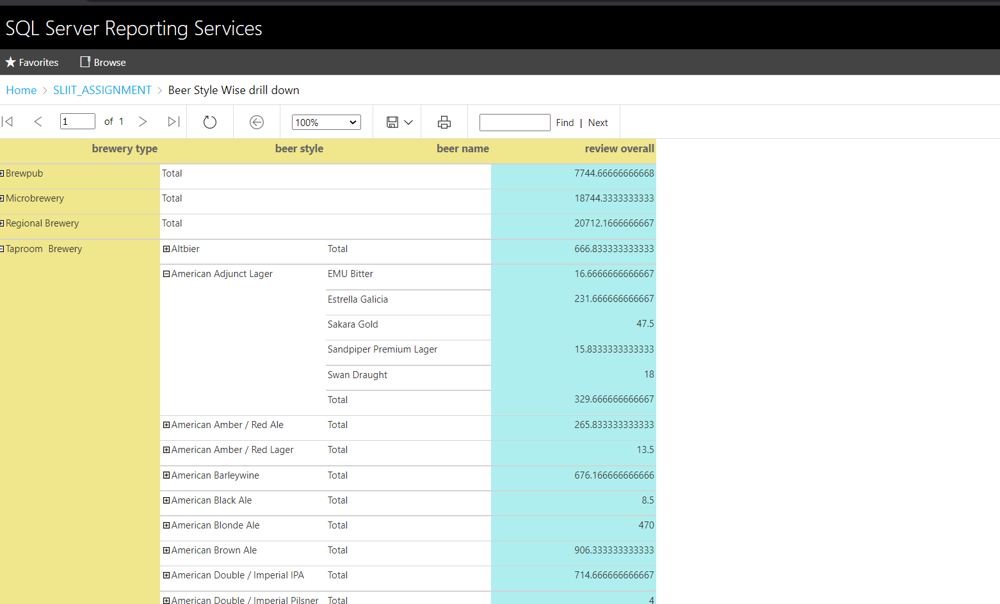 SQL Server Reporting Services
Favorites Browse
Home > SLIIT_ASSIGNMENT > Beer Style Wise drill down
1 of 1 100% Find | Next
brewery type beer style beer name review overall
Brewpub Total 7744.66666666668
Microbrewery Total 18744.3333333333
Regional Brewery Total 20712.1666666667
Taproom Brewery Altbier Total 666.833333333333
American Adjunct Lager EMU Bitter 16.6666666666667
Estrella Galicia 231.666666666667
Sakara Gold 47.5
Sandpiper Premium Lager 15.8333333333333
Swan Draught 18
Total 329.666666666667
American Amber / Red Ale Total 265.833333333333
American Amber / Red Lager Total 13.5
American Barleywine Total 676.166666666666
American Black Ale Total 8.5
American Blonde Ale Total 470
American Brown Ale Total 906.333333333333
American Double / Imperial IPA Total 714.666666666667
American Double / Imperial Pilsner Total 4